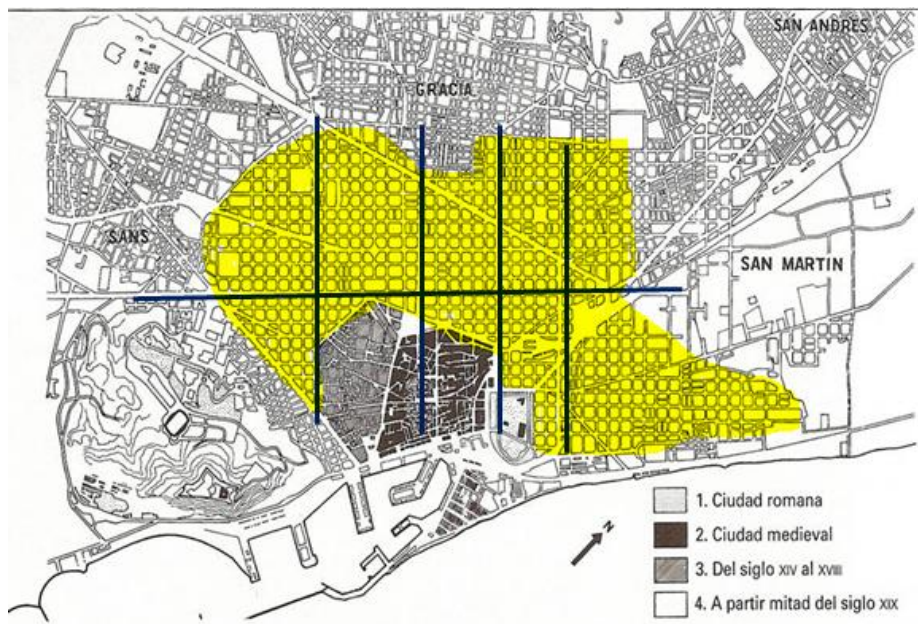 SAN ANDRES
GRACIA
SANS
SAN MARTIN
N
1. Ciudad romana
2. Ciudad medieval
3. Del siglo XIV al XVIII
4. A partir mitad del siglo XIX